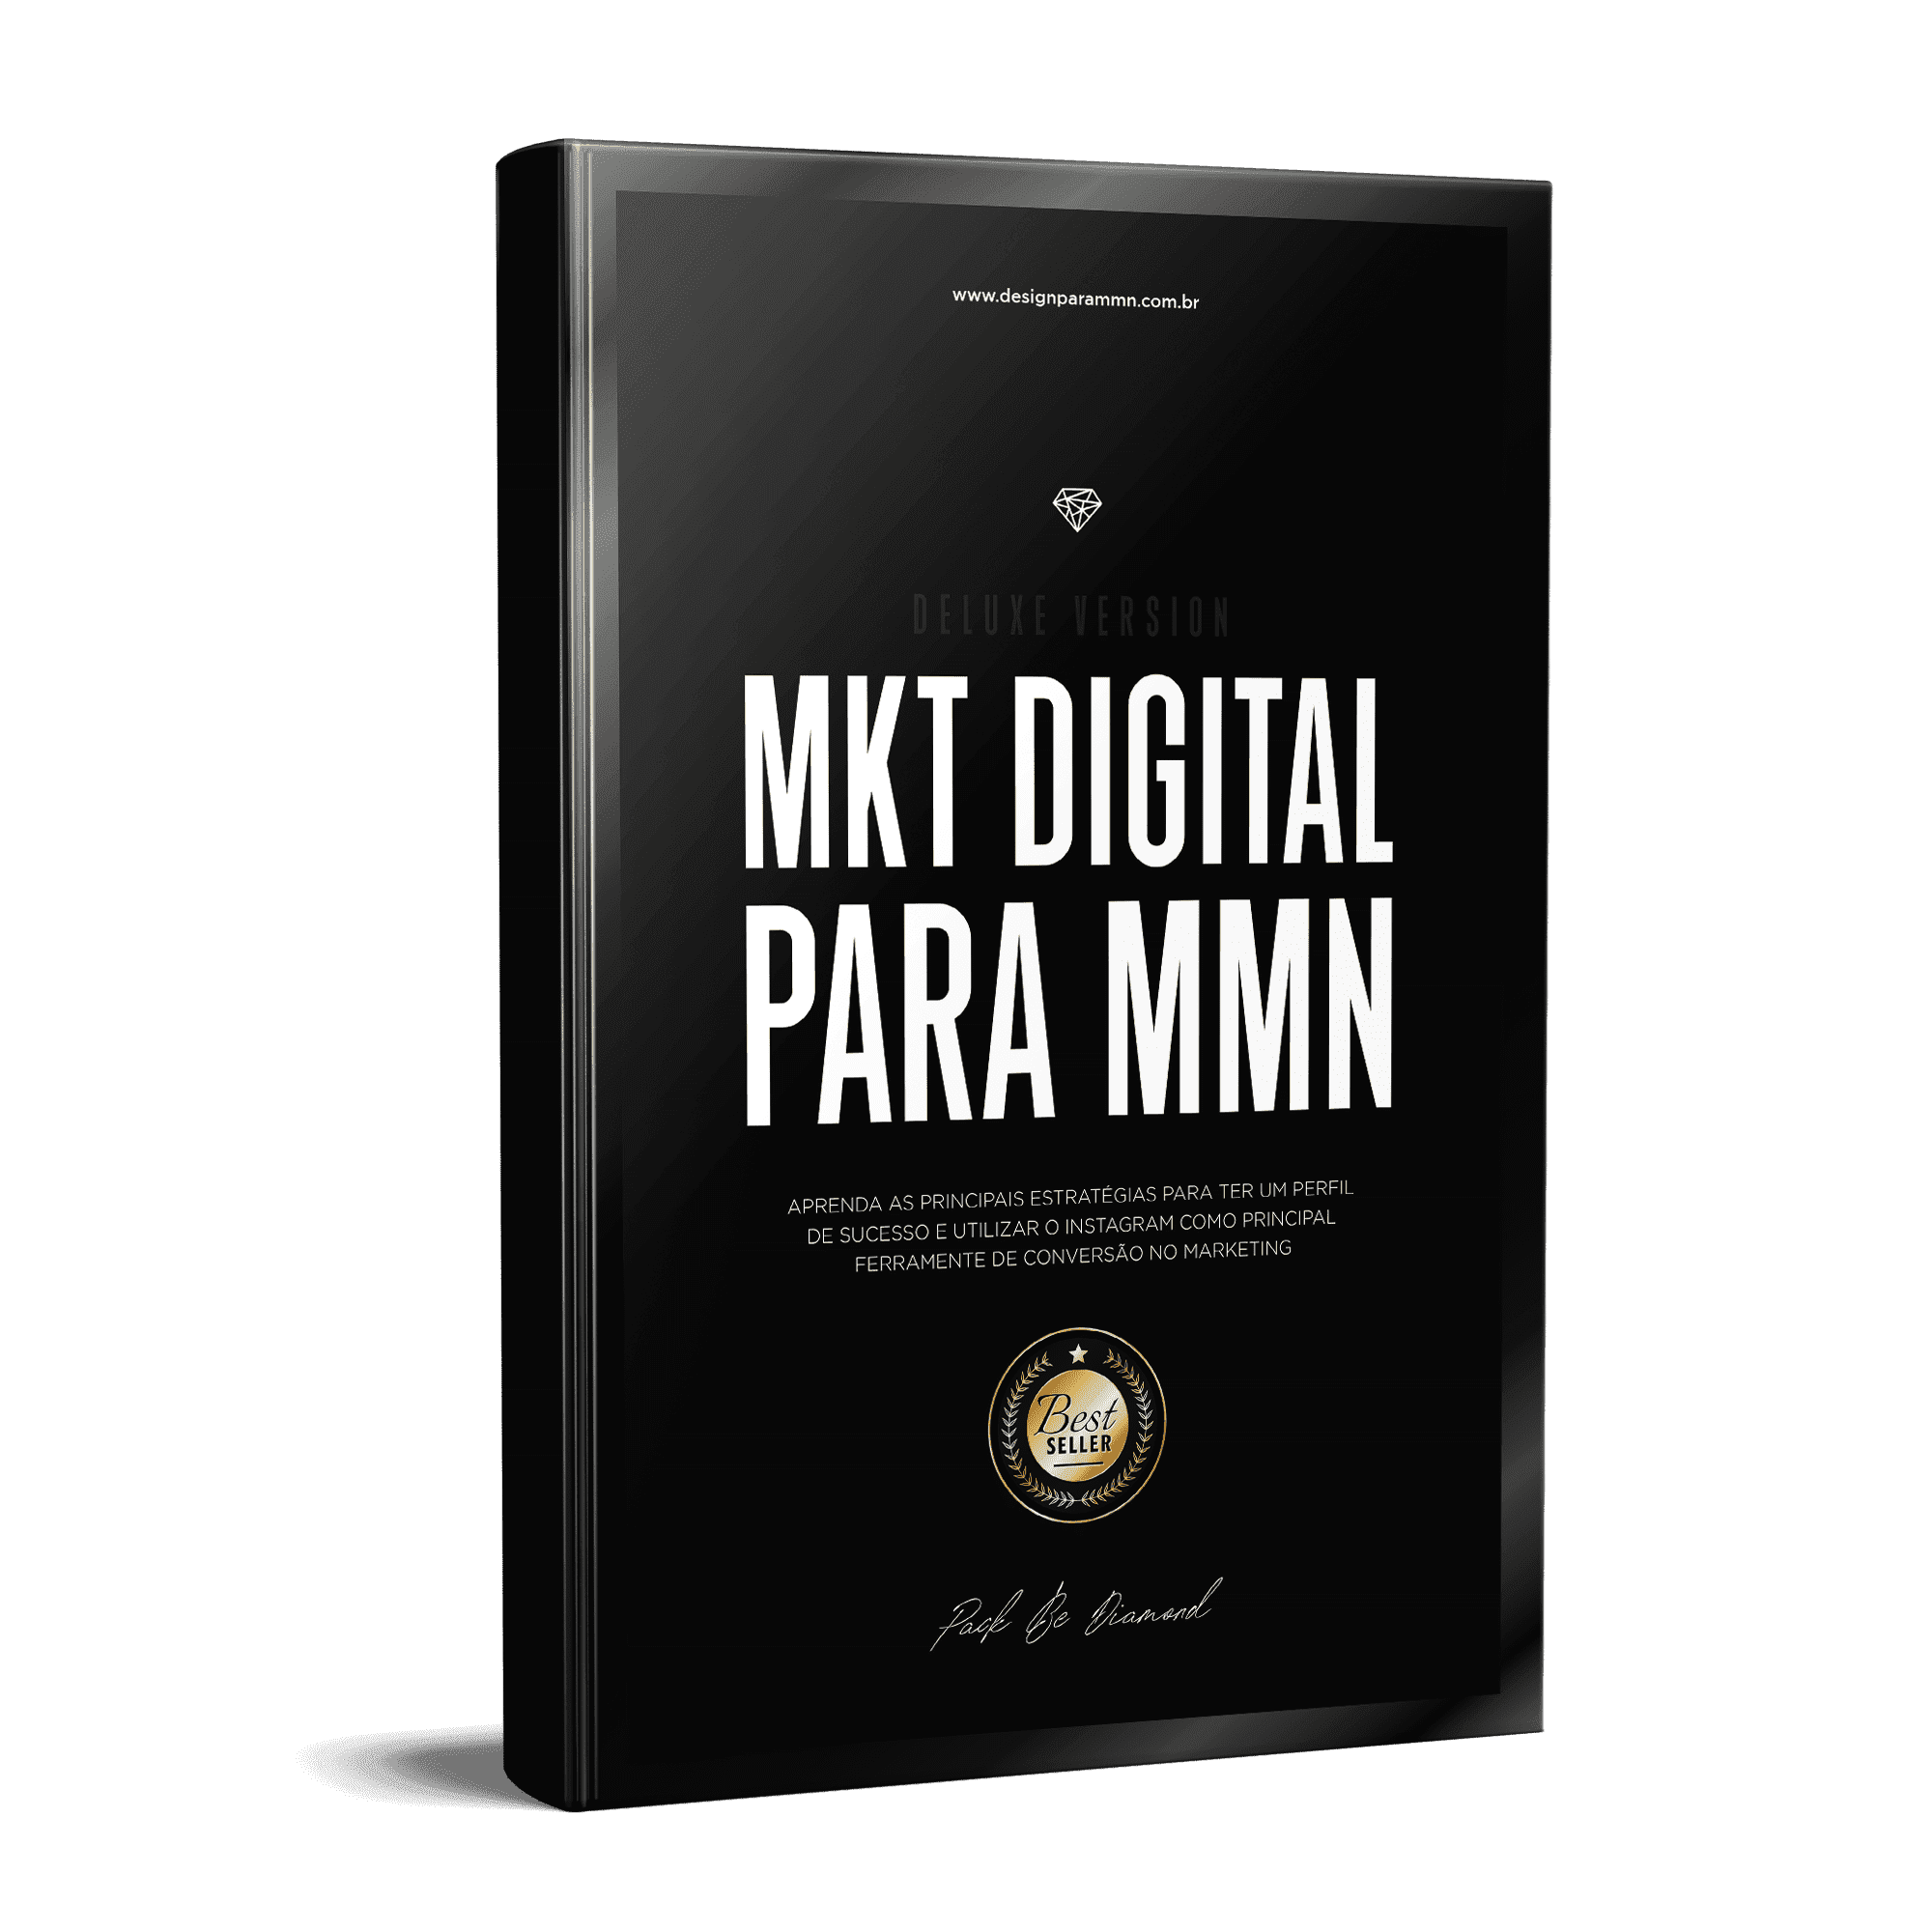 www.designparammn.com.br
DELUXE VERSION
MKT DIGITAL
PARA MMN
APRENDA AS PRINCIPAIS ESTRATÉGIAS PARA TER UM PERFIL
DE SUCESSO E UTILIZAR O INSTAGRAM COMO PRINCIPAL
FERRAMENTE DE CONVERSÃO NO MARKETING
Best
SELLER
Pack Be Diamond